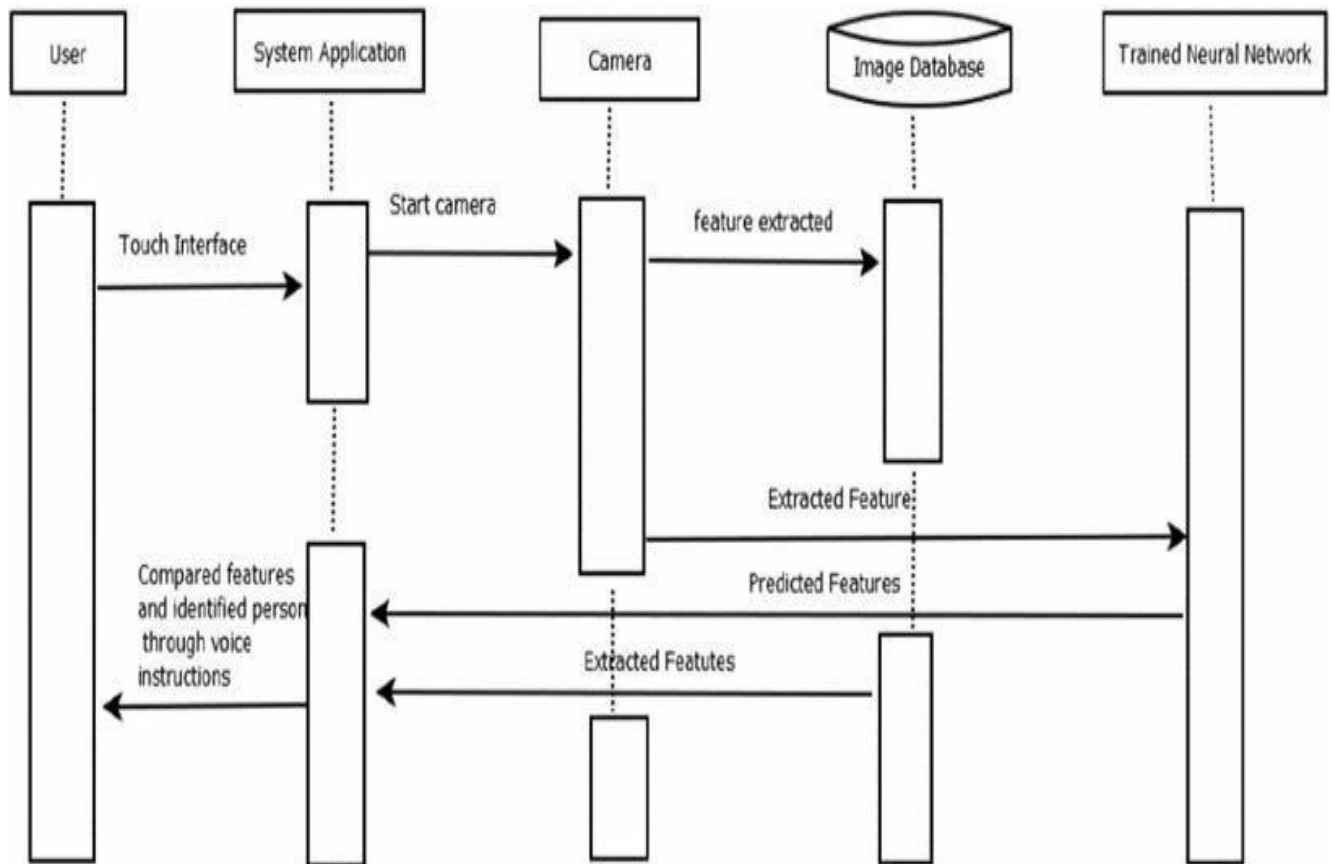 User
System Application
Camera
Image Database
Trained Neural Network
Start camera
feature extracted
Touch Interface
Extracted Feature
Compared features
and identified person
through voice
instructions
Predicted Features
Extracted Featutes